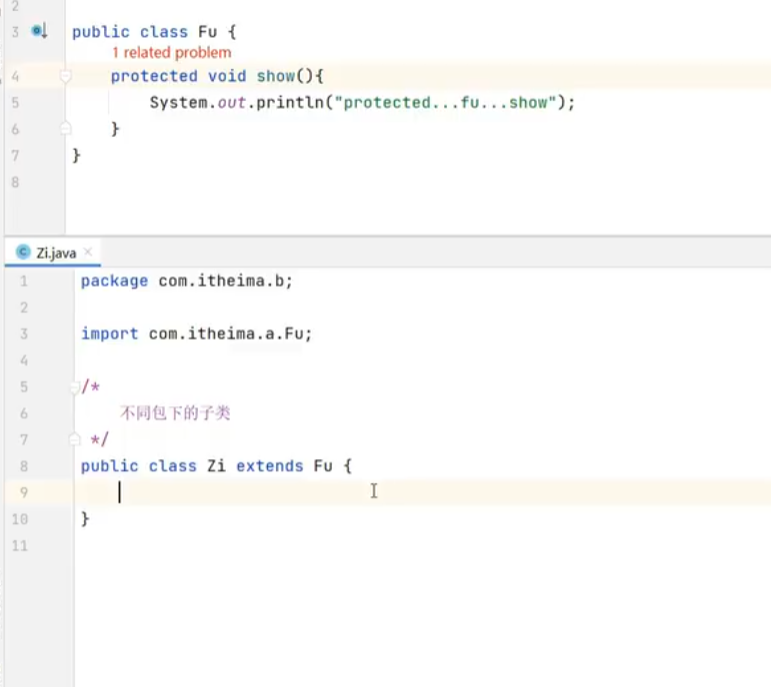 2
3 public class Fu {
1 related problem
4 protected void show(){
5 System.out.println("protected...fu...show");
6 }
7 }
8
Zi.java
1 package com.itheima.b;
2
3 import com.itheima.a.Fu;
4
5 /*
6 不同包下的子类
7 */
8 public class Zi extends Fu {
9
10 }
11